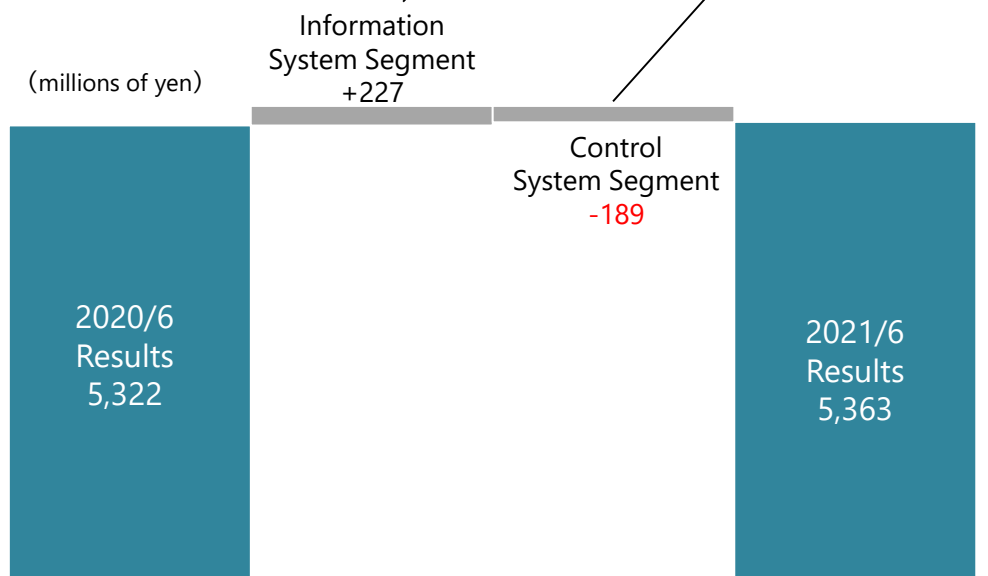 Information
System Segment
+227
(millions of yen)
Control
System Segment
-189
2020/6
Results
5,322
2021/6
Results
5,363